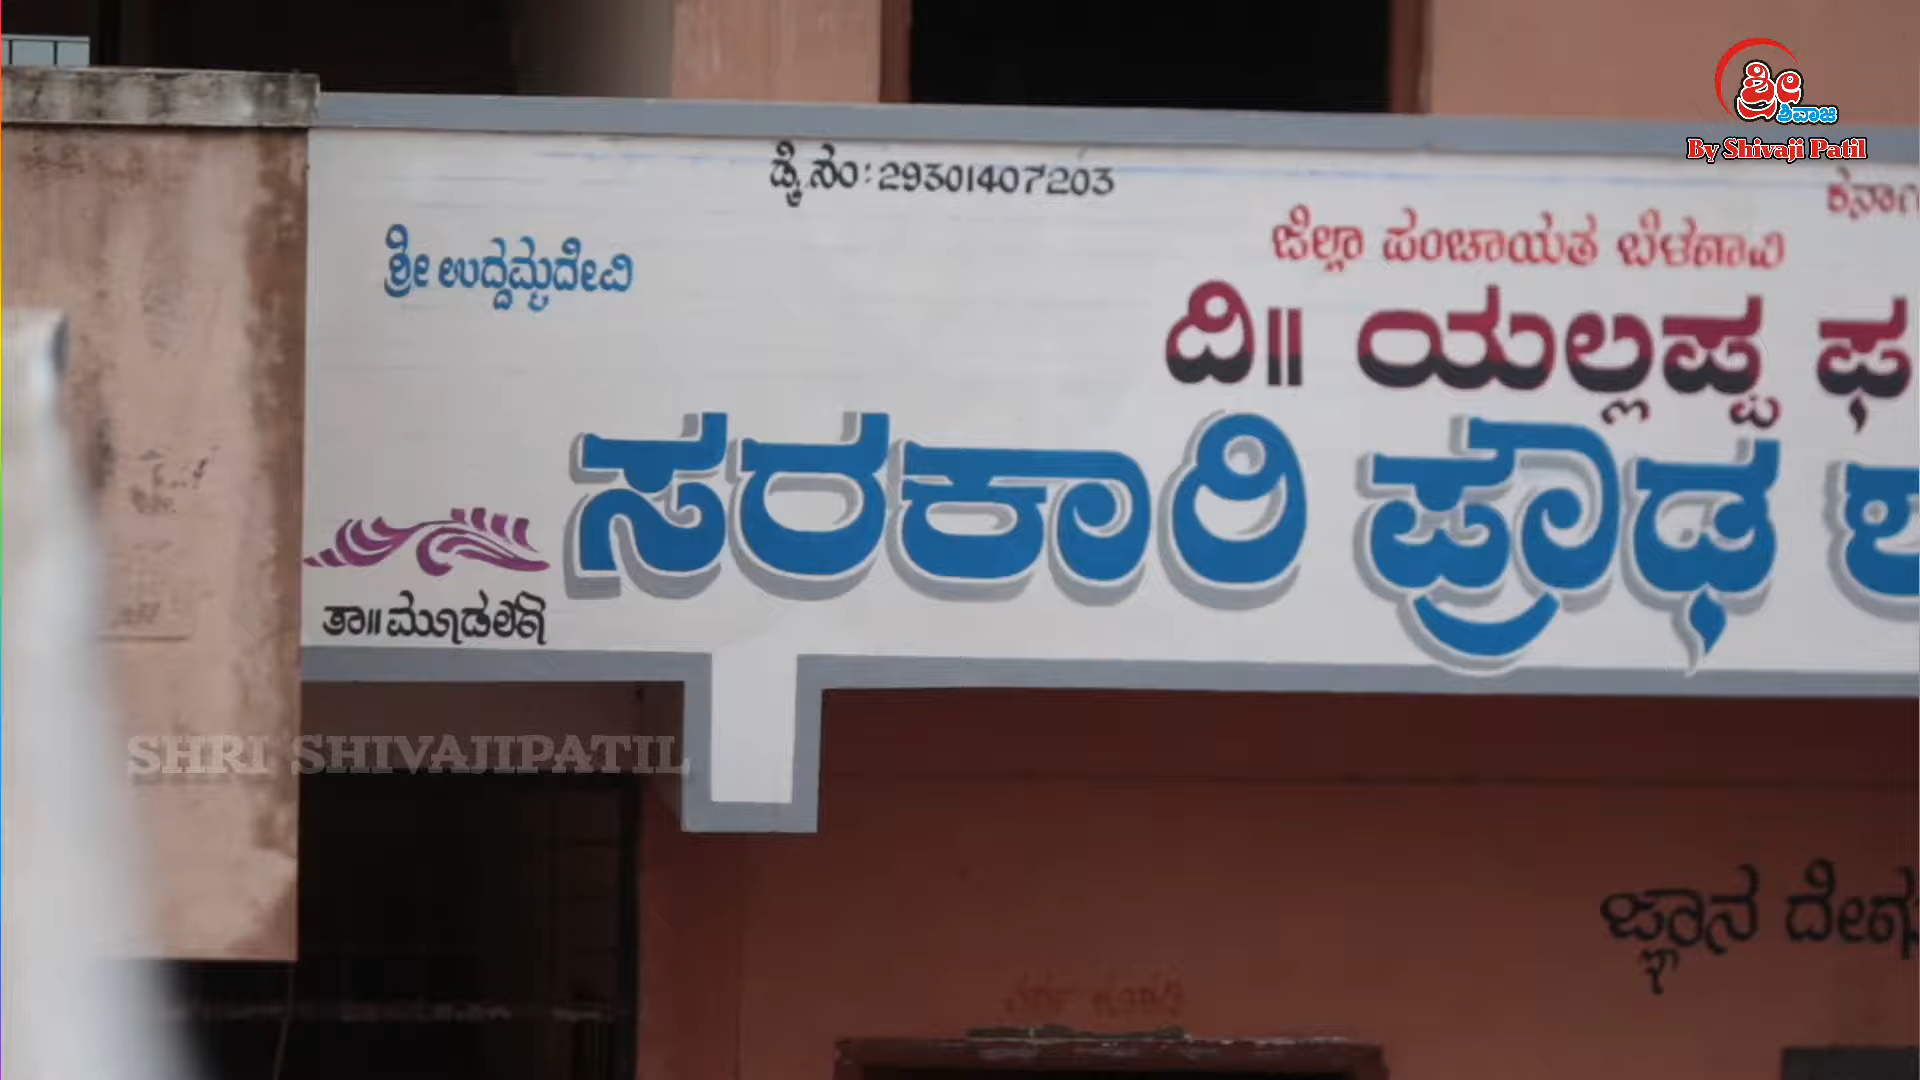 ಶ್ರೀ
ಶಿವಾಜಿ
By Shivaji Patil
ಡೈ.ಸಂ:29301407203
ಶ್ರೀ ಉದ್ದಮ್ಮದೇವಿ
ಜಿಲ್ಲಾ ಪಂಚಾಯತ ಬೆಳಗಾವಿ
ದಿ॥ ಯಲ್ಲಪ್ಪ
ಸರಕಾರಿ ಪ್ರೌಢ
ತಾ॥ಮೂಡಲಗಿ
SHRI SHIVAJIPATIL
ಜ್ಞಾನ